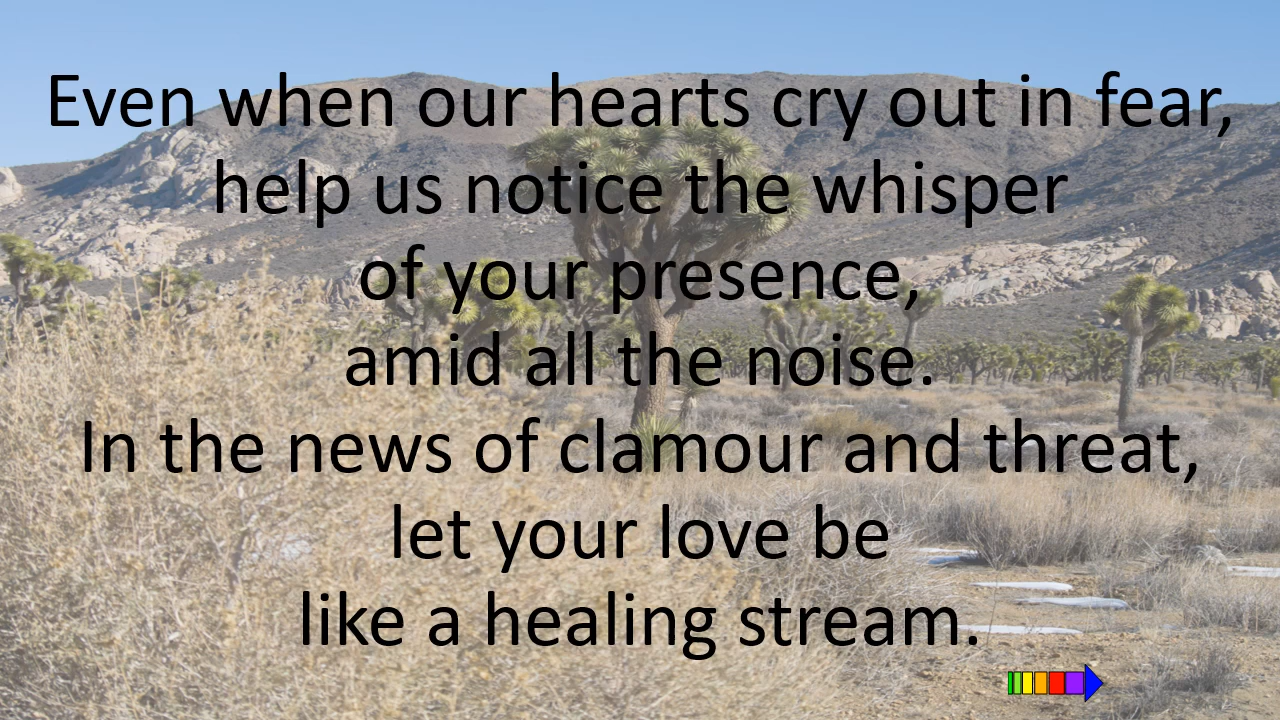 Even when our hearts cry out in fear,
help us notice the whisper
of your presence,
amid all the noise.
In the news of clamour and threat,
let your love be
like a healing stream.